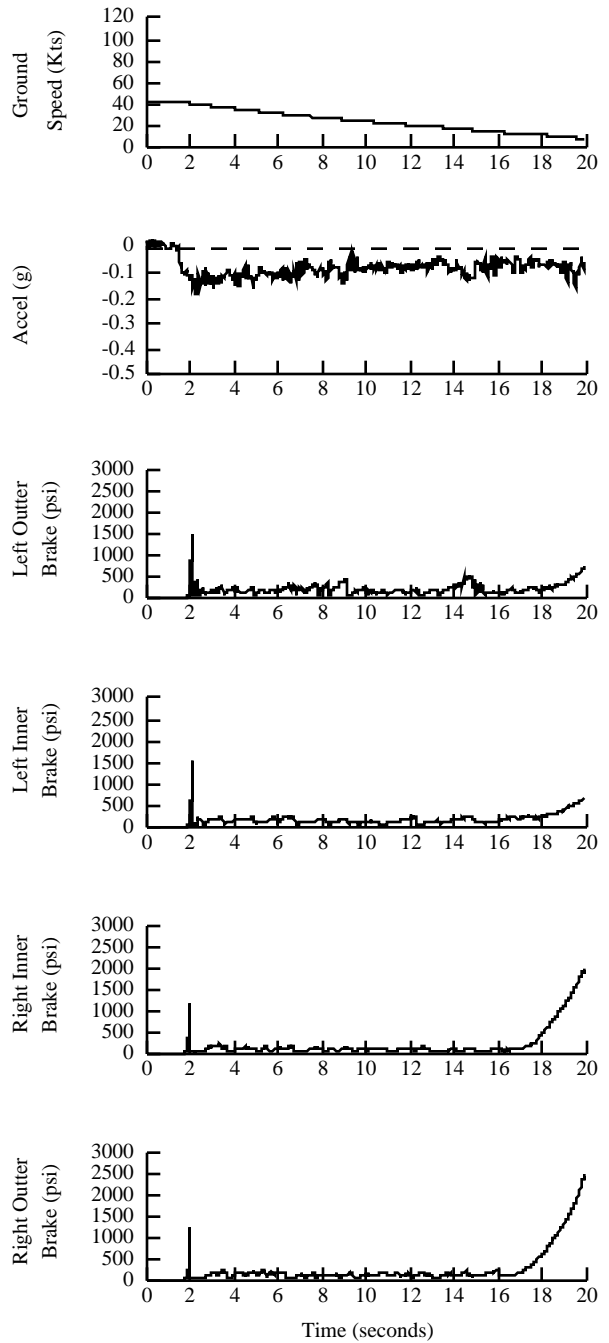 Ground
Speed (Kts)
120
100
80
60
40
20
0
0 2 4 6 8 10 12 14 16 18 20
Accel (g)
0
-0.1
-0.2
-0.3
-0.4
-0.5
0 2 4 6 8 10 12 14 16 18 20
Left Outter
Brake (psi)
3000
2500
2000
1500
1000
500
0
0 2 4 6 8 10 12 14 16 18 20
Left Inner
Brake (psi)
3000
2500
2000
1500
1000
500
0
0 2 4 6 8 10 12 14 16 18 20
Right Inner
Brake (psi)
3000
2500
2000
1500
1000
500
0
0 2 4 6 8 10 12 14 16 18 20
Right Outter
Brake (psi)
3000
2500
2000
1500
1000
500
0
0 2 4 6 8 10 12 14 16 18 20
Time (seconds)